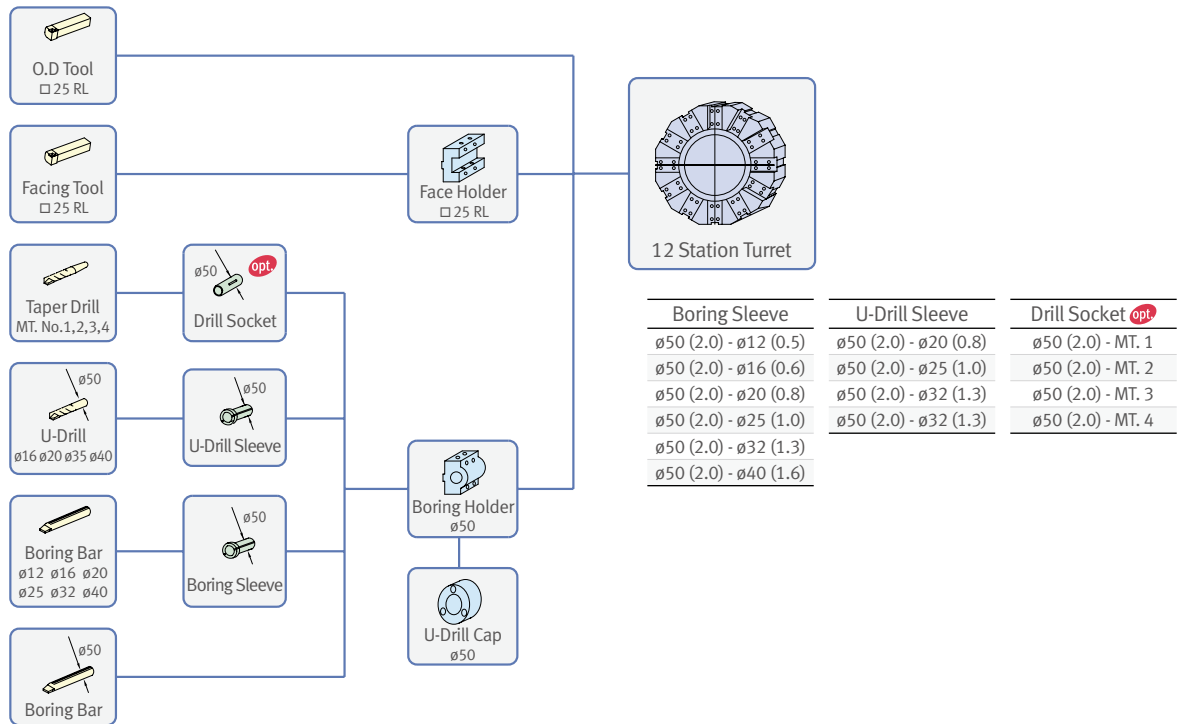 O.D Tool
□ 25 RL
Facing Tool
□ 25 RL
Face Holder
□ 25 RL
12 Station Turret
Taper Drill
MT. No.1,2,3,4
ø50
opt.
Drill Socket
ø50
U-Drill
ø16 ø20 ø35 ø40
ø50
U-Drill Sleeve
Boring Bar
ø12 ø16 ø20
ø25 ø32 ø40
ø50
Boring Sleeve
ø50
Boring Bar
Boring Holder
ø50
U-Drill Cap
ø50
Boring Sleeve
ø50 (2.0) - ø12 (0.5)
ø50 (2.0) - ø16 (0.6)
ø50 (2.0) - ø20 (0.8)
ø50 (2.0) - ø25 (1.0)
ø50 (2.0) - ø32 (1.3)
ø50 (2.0) - ø40 (1.6)
U-Drill Sleeve
ø50 (2.0) - ø20 (0.8)
ø50 (2.0) - ø25 (1.0)
ø50 (2.0) - ø32 (1.3)
ø50 (2.0) - ø32 (1.3)
Drill Socket opt.
ø50 (2.0) - MT. 1
ø50 (2.0) - MT. 2
ø50 (2.0) - MT. 3
ø50 (2.0) - MT. 4